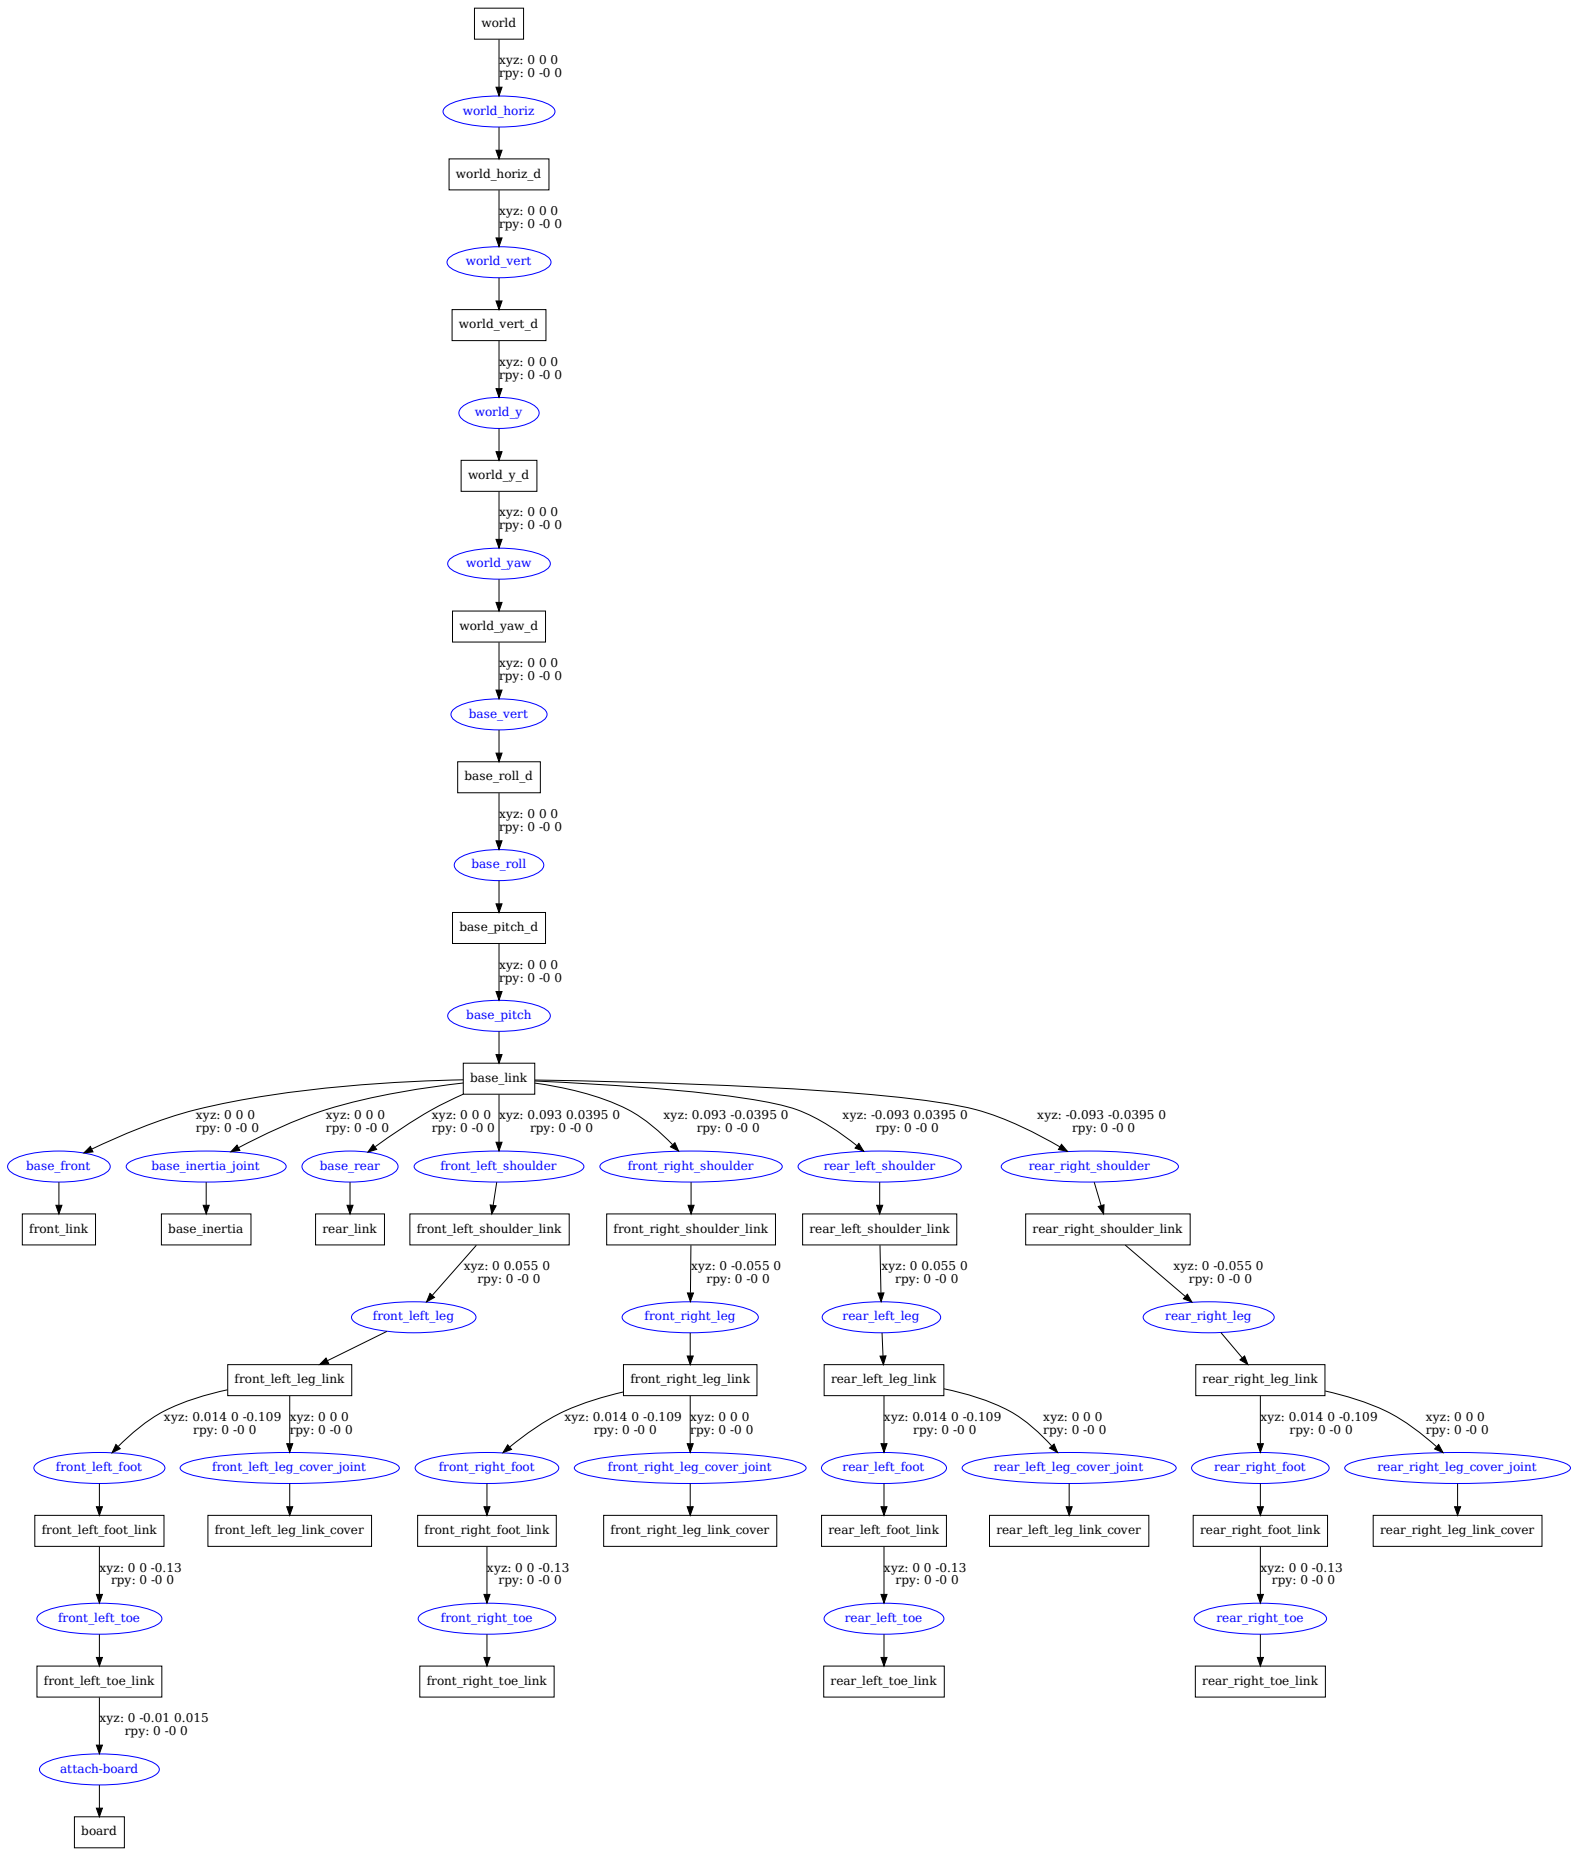 world
xyz: 0 0 0
rpy: 0 -0 0
world_horiz
world_horiz_d
xyz: 0 0 0
rpy: 0 -0 0
world_vert
world_vert_d
xyz: 0 0 0
rpy: 0 -0 0
world_y
world_y_d
xyz: 0 0 0
rpy: 0 -0 0
world_yaw
world_yaw_d
xyz: 0 0 0
rpy: 0 -0 0
base_vert
base_roll_d
xyz: 0 0 0
rpy: 0 -0 0
base_roll
base_pitch_d
xyz: 0 0 0
rpy: 0 -0 0
base_pitch
base_link
xyz: 0 0 0
rpy: 0 -0 0
xyz: 0 0 0
rpy: 0 -0 0
xyz: 0 0 0
rpy: 0 -0 0
xyz: 0.093 0.0395 0
rpy: 0 -0 0
xyz: 0.093 -0.0395 0
rpy: 0 -0 0
xyz: -0.093 0.0395 0
rpy: 0 -0 0
xyz: -0.093 -0.0395 0
rpy: 0 -0 0
base_front
base_inertia_joint
base_rear
front_left_shoulder
front_right_shoulder
rear_left_shoulder
rear_right_shoulder
front_link
base_inertia
rear_link
front_left_shoulder_link
front_right_shoulder_link
rear_left_shoulder_link
rear_right_shoulder_link
xyz: 0 0.055 0
rpy: 0 -0 0
xyz: 0 -0.055 0
rpy: 0 -0 0
xyz: 0 0.055 0
rpy: 0 -0 0
xyz: 0 -0.055 0
rpy: 0 -0 0
front_left_leg
front_right_leg
rear_left_leg
rear_right_leg
front_left_leg_link
front_right_leg_link
rear_left_leg_link
rear_right_leg_link
xyz: 0.014 0 -0.109
rpy: 0 -0 0
xyz: 0 0 0
rpy: 0 -0 0
xyz: 0.014 0 -0.109
rpy: 0 -0 0
xyz: 0 0 0
rpy: 0 -0 0
xyz: 0.014 0 -0.109
rpy: 0 -0 0
xyz: 0 0 0
rpy: 0 -0 0
xyz: 0.014 0 -0.109
rpy: 0 -0 0
xyz: 0 0 0
rpy: 0 -0 0
front_left_foot
front_left_leg_cover_joint
front_right_foot
front_right_leg_cover_joint
rear_left_foot
rear_left_leg_cover_joint
rear_right_foot
rear_right_leg_cover_joint
front_left_foot_link
front_left_leg_link_cover
front_right_foot_link
front_right_leg_link_cover
rear_left_foot_link
rear_left_leg_link_cover
rear_right_foot_link
rear_right_leg_link_cover
xyz: 0 0 -0.13
rpy: 0 -0 0
xyz: 0 0 -0.13
rpy: 0 -0 0
xyz: 0 0 -0.13
rpy: 0 -0 0
xyz: 0 0 -0.13
rpy: 0 -0 0
front_left_toe
front_right_toe
rear_left_toe
rear_right_toe
front_left_toe_link
front_right_toe_link
rear_left_toe_link
rear_right_toe_link
xyz: 0 -0.01 0.015
rpy: 0 -0 0
attach-board
board